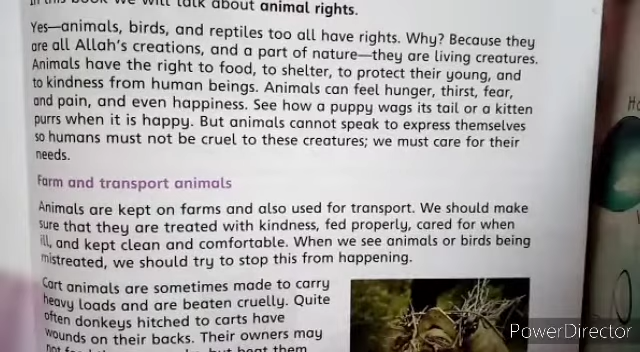 In this book we will talk about animal rights.
Yes—animals, birds, and reptiles too all have rights. Why? Because they
are all Allah's creations, and a part of nature—they are living creatures.
Animals have the right to food, to shelter, to protect their young, and
to kindness from human beings. Animals can feel hunger, thirst, fear,
and pain, and even happiness. See how a puppy wags its tail or a kitten
purrs when it is happy. But animals cannot speak to express themselves
so humans must not be cruel to these creatures; we must care for their
needs.
Farm and transport animals
Animals are kept on farms and also used for transport. We should make
sure that they are treated with kindness, fed properly, cared for when
ill, and kept clean and comfortable. When we see animals or birds being
mistreated, we should try to stop this from happening.
Cart animals are sometimes made to carry
heavy loads and are beaten cruelly. Quite
often donkeys hitched to carts have
wounds on their backs. Their owners may
not feed them but beat them
PowerDirector